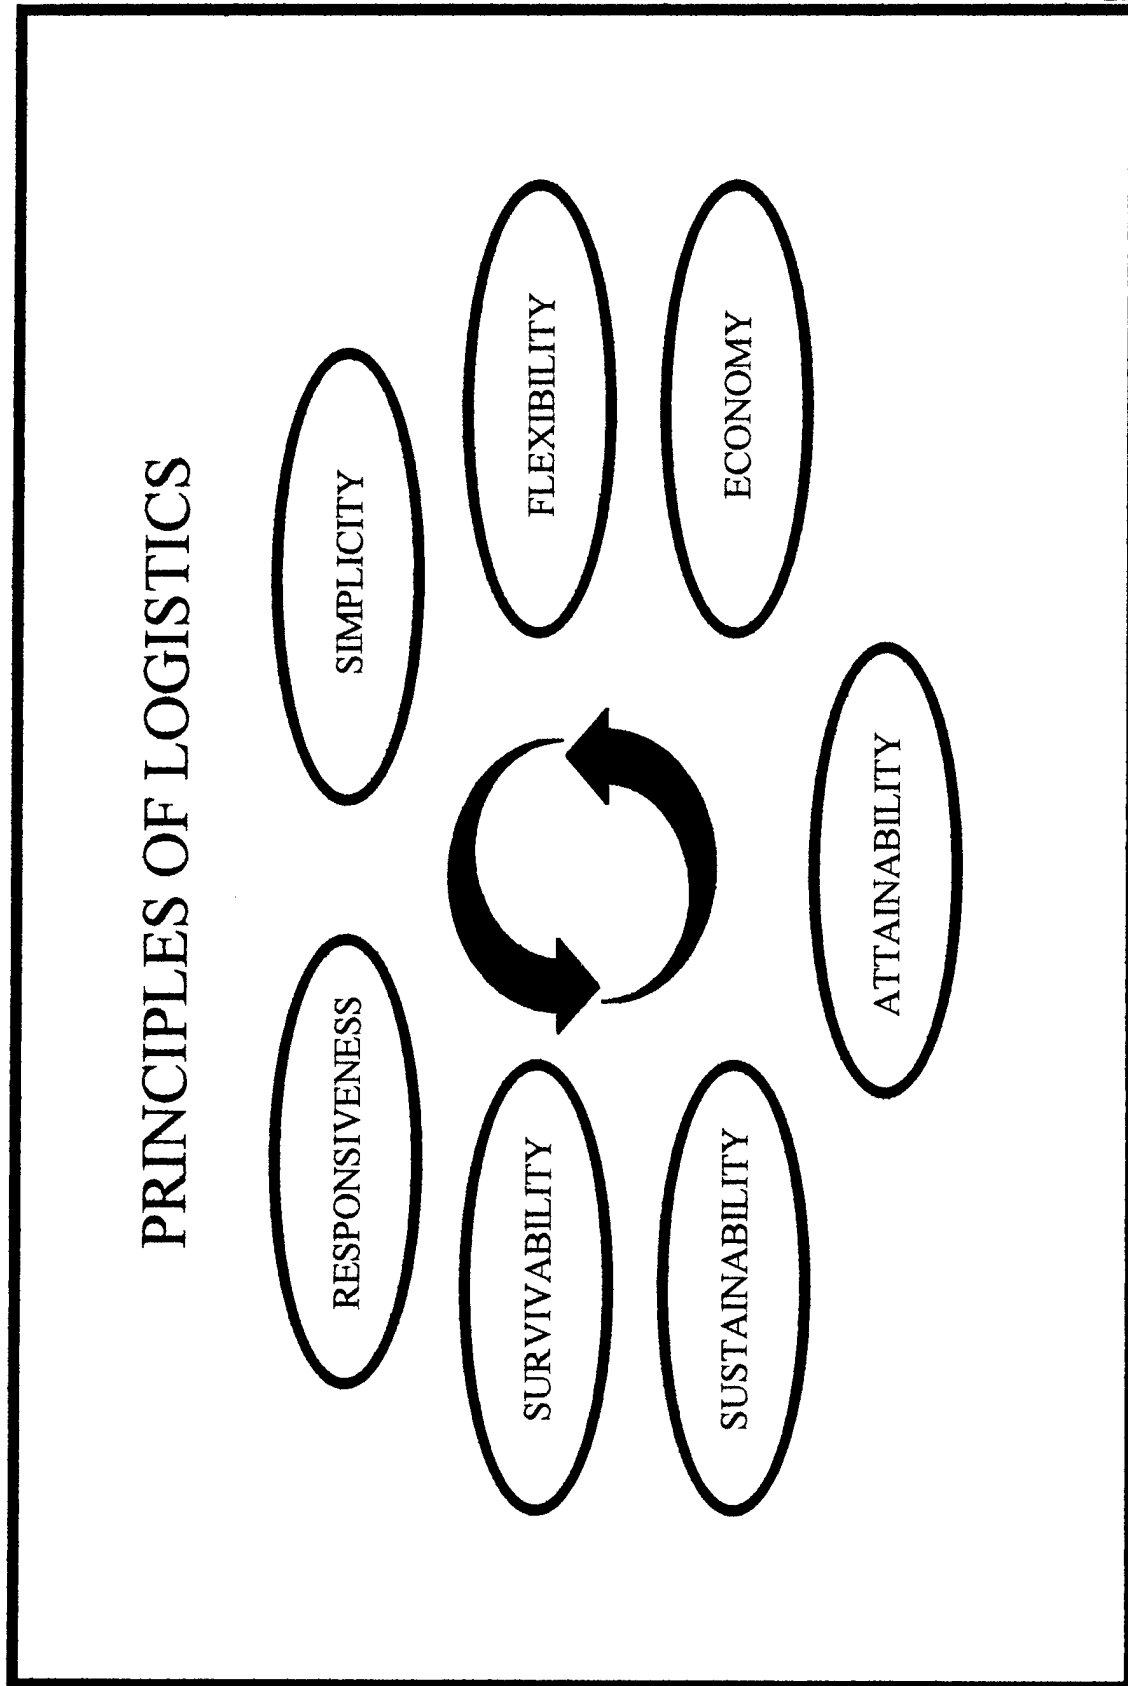 PRINCIPLES OF LOGISTICS
RESPONSIVENESS
SIMPLICITY
SURVIVABILITY
FLEXIBILITY
SUSTAINABILITY
ECONOMY
ATTAINABILITY